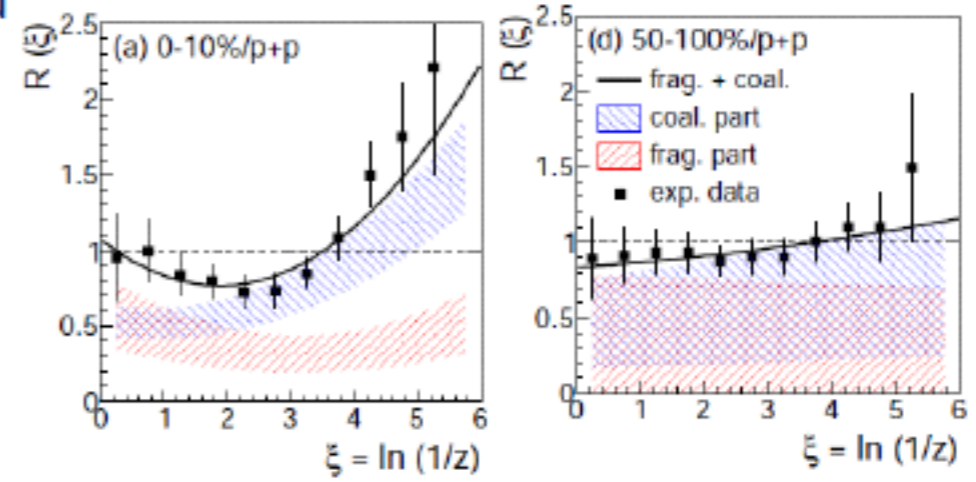 R (ξ)
2.5
2
1.5
1
0.5
0
(a) 0-10%/p+p
0 1 2 3 4 5 6
ξ = ln (1/z)
R (ξ)
2.5
2
1.5
1
0.5
0
(d) 50-100%/p+p
frag. + coal.
coal. part
frag. part
exp. data
0 1 2 3 4 5 6
ξ = ln (1/z)